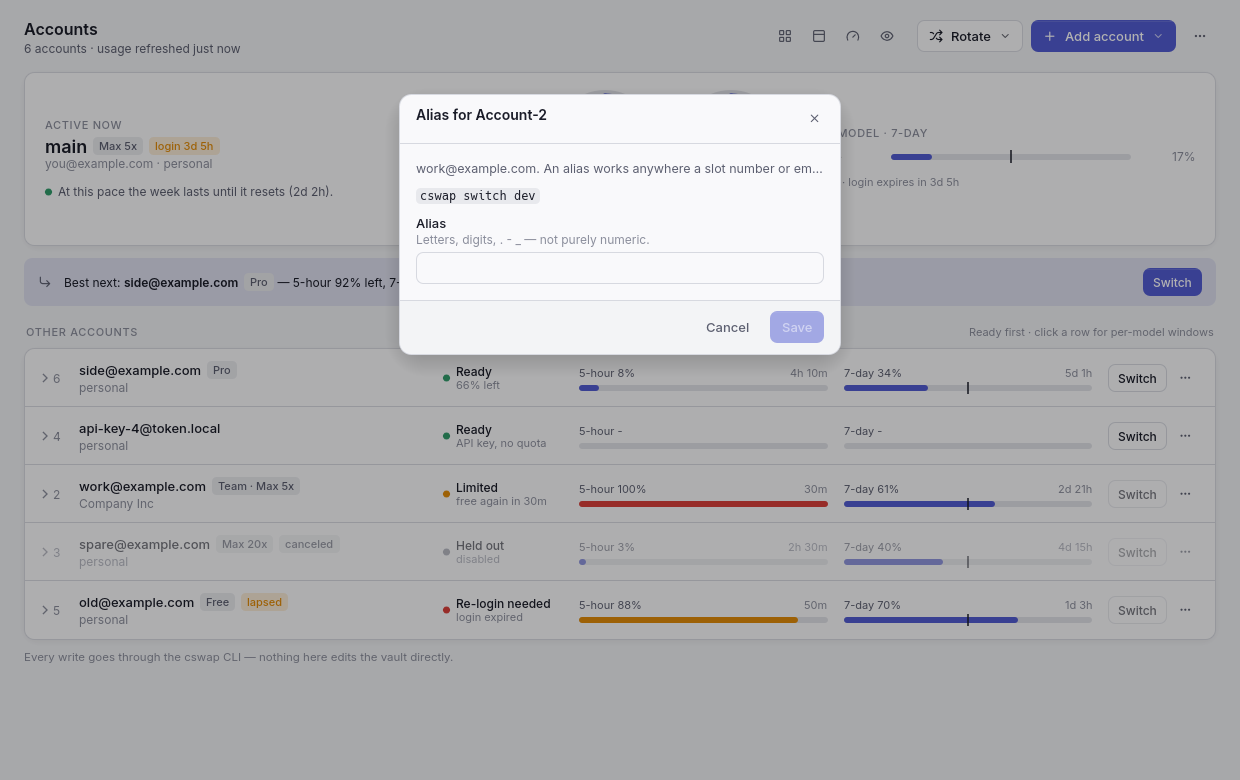 Accounts
6 accounts · usage refreshed just now
Rotate
Add account
ACTIVE NOW
main Max 5x login 3d 5h
you@example.com · personal
At this pace the week lasts until it resets (2d 2h).
MODEL · 7-DAY
17%
· login expires in 3d 5h
Alias for Account-2
work@example.com. An alias works anywhere a slot number or em...
cswap switch dev
Alias
Letters, digits, . - _ — not purely numeric.
Cancel
Save
Best next: side@example.com Pro — 5-hour 92% left, 7-
Switch
OTHER ACCOUNTS
Ready first · click a row for per-model windows
6 side@example.com Pro
personal
Ready
66% left
5-hour 8% 4h 10m
7-day 34% 5d 1h
Switch
4 api-key-4@token.local
personal
Ready
API key, no quota
5-hour -
7-day -
Switch
2 work@example.com Team · Max 5x
Company Inc
Limited
free again in 30m
5-hour 100% 30m
7-day 61% 2d 21h
Switch
3 spare@example.com Max 20x canceled
personal
Held out
disabled
5-hour 3% 2h 30m
7-day 40% 4d 15h
Switch
5 old@example.com Free lapsed
personal
Re-login needed
login expired
5-hour 88% 50m
7-day 70% 1d 3h
Switch
Every write goes through the cswap CLI — nothing here edits the vault directly.